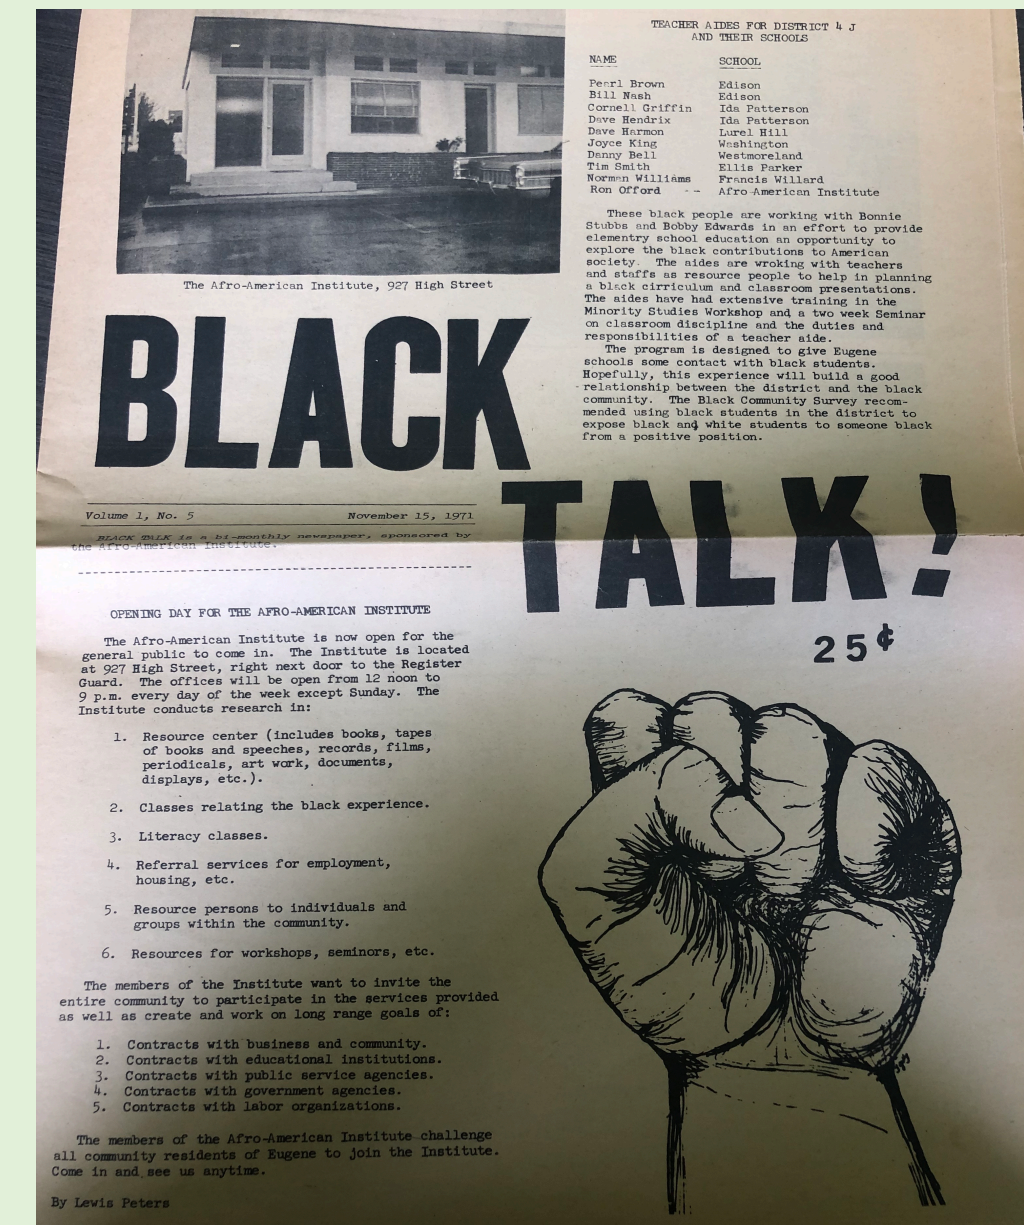 The Afro-American Institute, 927 High Street
BLACK
TALK!
25¢
Volume 1, No. 5 November 15, 1971
BLACK TALK is a bi-monthly newspaper, sponsored by
the Afro-American Institute.
OPENING DAY FOR THE AFRO-AMERICAN INSTITUTE
The Afro-American Institute is now open for the
general public to come in. The Institute is located
at 927 High Street, right next door to the Register
Guard. The offices will be open from 12 noon to
9 p.m. every day of the week except Sunday. The
Institute conducts research in:
1. Resource center (includes books, tapes
of books and speeches, records, films,
periodicals, art work, documents,
displays, etc.).
2. Classes relating the black experience.
3. Literacy classes.
4. Referral services for employment,
housing, etc.
5. Resource persons to individuals and
groups within the community.
6. Resources for workshops, seminors, etc.
The members of the Institute want to invite the
entire community to participate in the services provided
as well as create and work on long range goals of:
1. Contracts with business and community.
2. Contracts with educational institutions.
3. Contracts with public service agencies.
4. Contracts with government agencies.
5. Contracts with labor organizations.
The members of the Afro-American Institute challenge
all community residents of Eugene to join the Institute.
Come in and see us anytime.
By Lewis Peters
TEACHER AIDES FOR DISTRICT 4 J
AND THEIR SCHOOLS
NAME SCHOOL
Pearl Brown Edison
Bill Nash Edison
Cornell Griffin Ida Patterson
Dave Hendrix Ida Patterson
Dave Harmon Lurel Hill
Joyce King Washington
Danny Bell Westmoreland
Tim Smith Ellis Parker
Norman Williams Francis Willard
Ron Offord -- Afro-American Institute
These black people are working with Bonnie
Stubbs and Bobby Edwards in an effort to provide
elementry school education an opportunity to
explore the black contributions to American
society. The aides are wroking with teachers
and staffs as resource people to help in planning
a black cirriculum and classroom presentations.
The aides have had extensive training in the
Minority Studies Workshop and a two week Seminar
on classroom discipline and the duties and
responsibilities of a teacher aide.
The program is designed to give Eugene
schools some contact with black students.
Hopefully, this experience will build a good
relationship between the district and the black
community. The Black Community Survey recom-
mended using black students in the district to
expose black and white students to someone black
from a positive position.